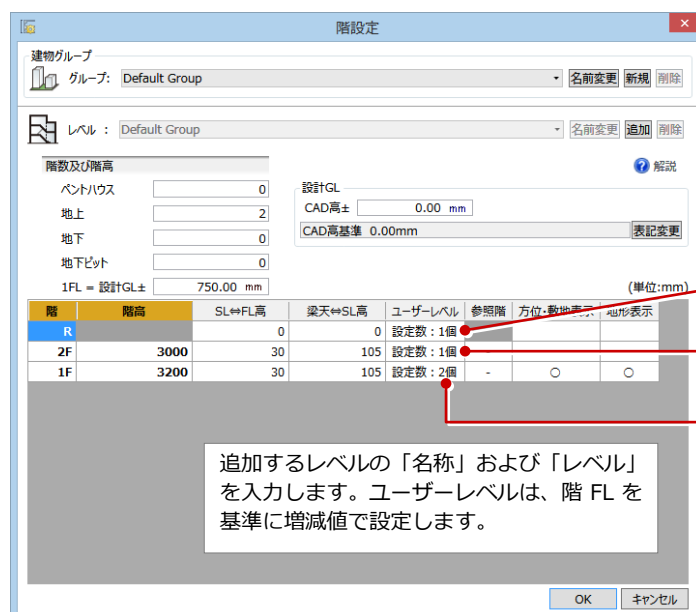 階設定
×
建物グループ
グループ: Default Group 名前変更 新規 削除
レベル : Default Group 名前変更 追加 削除
階数及び階高 ? 解説
ペントハウス 0
地上 2
地下 0
地下ピット 0
1FL = 設計GL± 750.00 mm
設計GL
CAD高± 0.00 mm
CAD高基準 0.00mm 表記変更
(単位:mm)
階 階高 SL⇔FL高 梁天⇔SL高 ユーザーレベル 参照階 方位・敷地表示 地形表示
R 0 0 設定数：1個
2F 3000 30 105 設定数：1個 -
1F 3200 30 105 設定数：2個 - ○ ○
追加するレベルの「名称」および「レベル」
を入力します。ユーザーレベルは、階 FL を
基準に増減値で設定します。
OK キャンセル